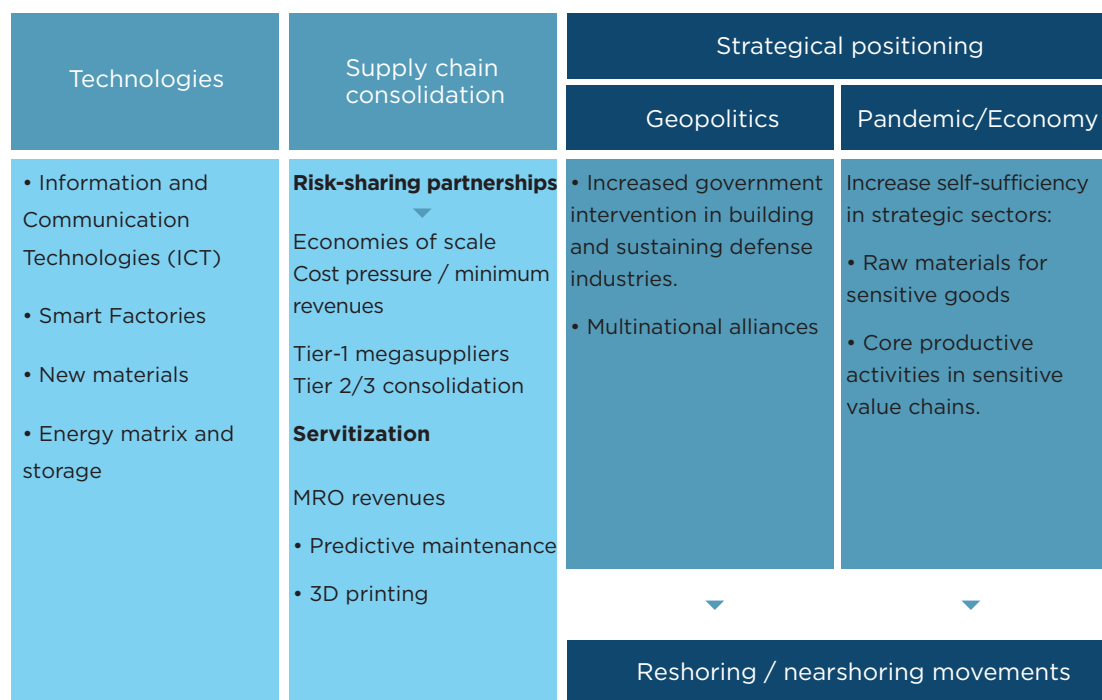 Technologies
• Information and
Communication
Technologies (ICT)
• Smart Factories
• New materials
• Energy matrix and
storage
Supply chain
consolidation
Risk-sharing partnerships
Economies of scale
Cost pressure / minimum
revenues
Tier-1 megasuppliers
Tier 2/3 consolidation
Servitization
MRO revenues
• Predictive maintenance
• 3D printing
Strategical positioning
Geopolitics
• Increased government
intervention in building
and sustaining defense
industries.
• Multinational alliances
Pandemic/Economy
Increase self-sufficiency
in strategic sectors:
• Raw materials for
sensitive goods
• Core productive
activities in sensitive
value chains.
Reshoring / nearshoring movements